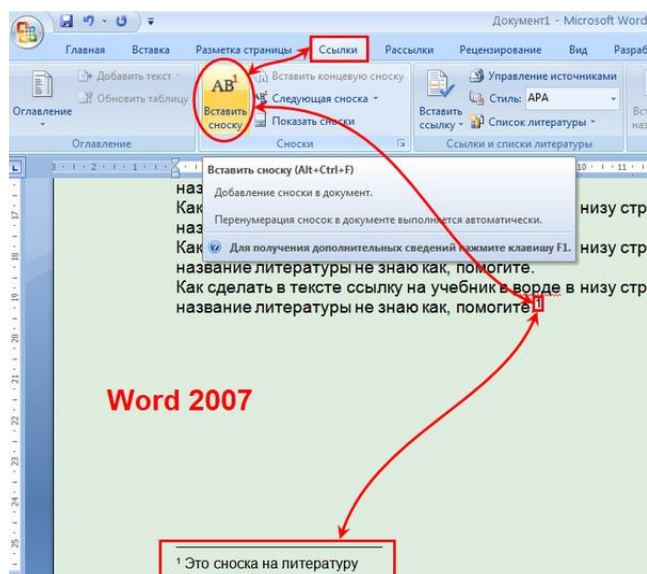 Документ1 - Microsoft Word
Главная Вставка Разметка страницы Ссылки Рассылки Рецензирование Вид Разраб
Оглавление
Добавить текст
Обновить таблицу
Оглавление
AB¹
Вставить сноску
Вставить концевую сноску
Следующая сноска
Показать сноски
Сноски
Вставить ссылку
Управление источниками
Стиль: APA
Список литературы
Ссылки и списки литературы
Вставить сноску (Alt+Ctrl+F)
Добавление сноски в документ.
Перенумерация сносок в документе выполняется автоматически.
Для получения дополнительных сведений нажмите клавишу F1.
наз
Как низу стр
наз
Как низу стр
название литературы не знаю как, помогите.
Как сделать в тексте ссылку на учебник в ворде в низу стр
название литературы не знаю как, помогите.1
Word 2007
1 Это сноска на литературу